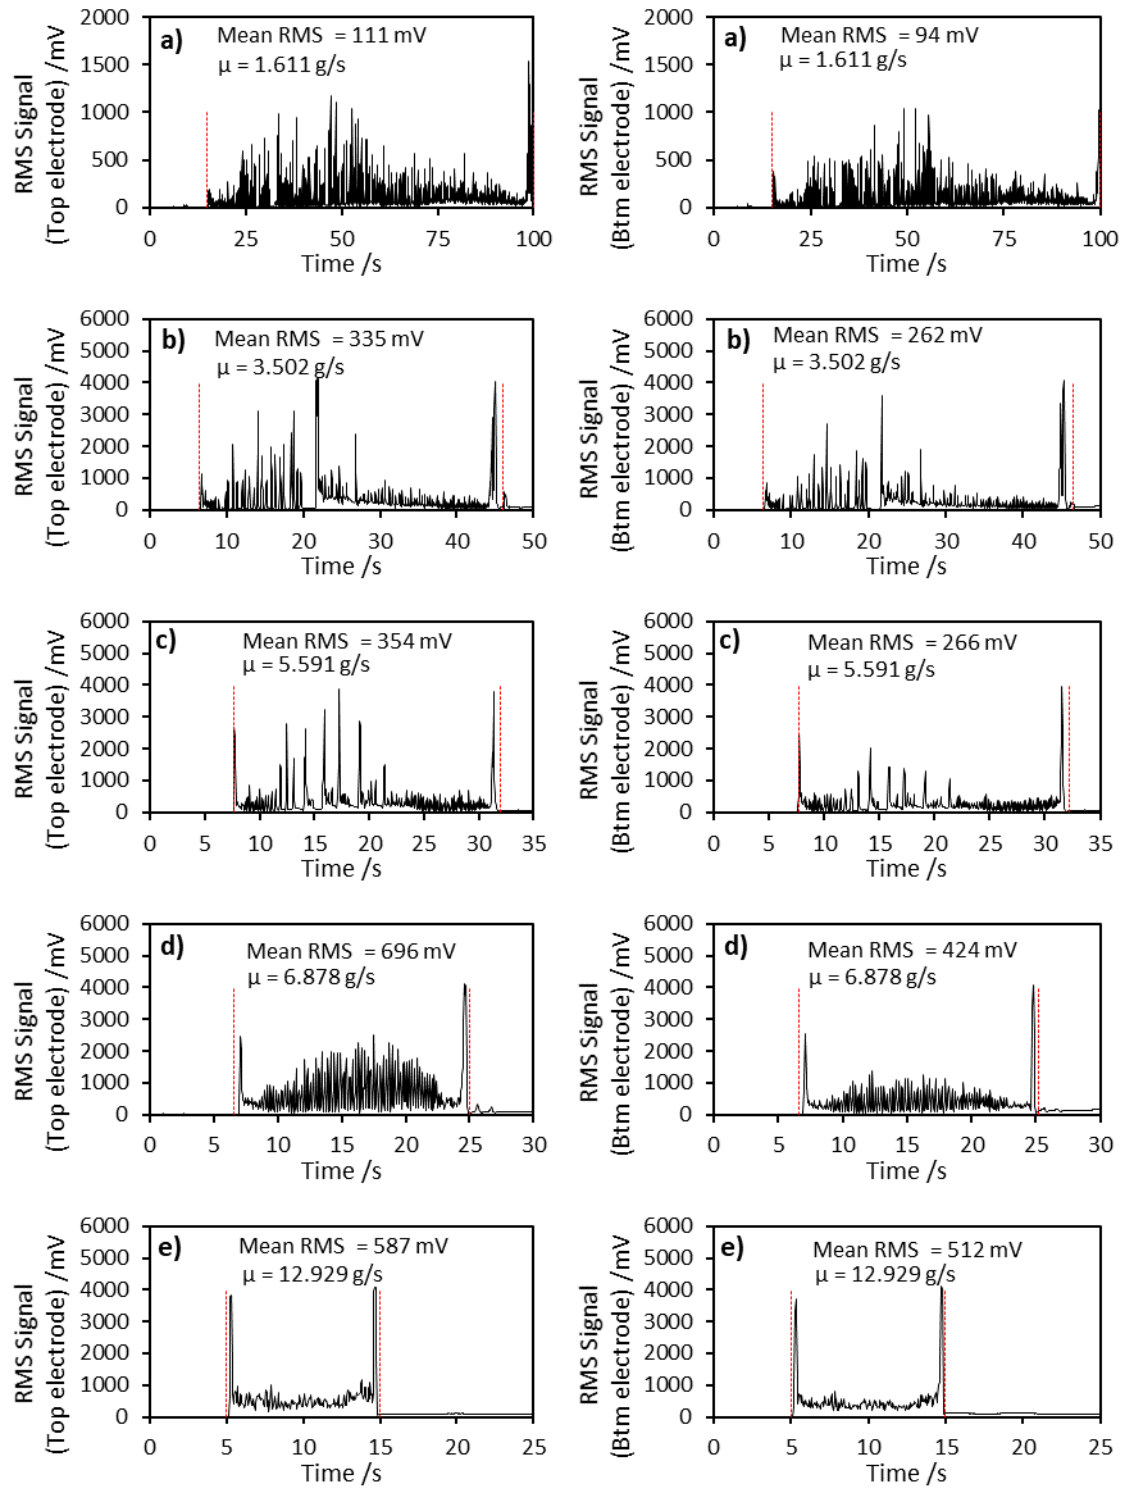 a)
Mean RMS = 111 mV
μ = 1.611 g/s
RMS Signal
(Top electrode) /mV
2000
1500
1000
500
0
0 25 50 75 100
Time /s
a)
Mean RMS = 94 mV
μ = 1.611 g/s
RMS Signal
(Btm electrode) /mV
2000
1500
1000
500
0
0 25 50 75 100
Time /s
b)
Mean RMS = 335 mV
μ = 3.502 g/s
RMS Signal
(Top electrode) /mV
6000
5000
4000
3000
2000
1000
0
0 10 20 30 40 50
Time /s
b)
Mean RMS = 262 mV
μ = 3.502 g/s
RMS Signal
(Btm electrode) /mV
6000
5000
4000
3000
2000
1000
0
0 10 20 30 40 50
Time /s
c)
Mean RMS = 354 mV
μ = 5.591 g/s
RMS Signal
(Top electrode) /mV
6000
5000
4000
3000
2000
1000
0
0 5 10 15 20 25 30 35
Time /s
c)
Mean RMS = 266 mV
μ = 5.591 g/s
RMS Signal
(Btm electrode) /mV
6000
5000
4000
3000
2000
1000
0
0 5 10 15 20 25 30 35
Time /s
d)
Mean RMS = 696 mV
μ = 6.878 g/s
RMS Signal
(Top electrode) /mV
6000
5000
4000
3000
2000
1000
0
0 5 10 15 20 25 30
Time /s
d)
Mean RMS = 424 mV
μ = 6.878 g/s
RMS Signal
(Btm electrode) /mV
6000
5000
4000
3000
2000
1000
0
0 5 10 15 20 25 30
Time /s
e)
Mean RMS = 587 mV
μ = 12.929 g/s
RMS Signal
(Top electrode) /mV
6000
5000
4000
3000
2000
1000
0
0 5 10 15 20 25
Time /s
e)
Mean RMS = 512 mV
μ = 12.929 g/s
RMS Signal
(Btm electrode) /mV
6000
5000
4000
3000
2000
1000
0
0 5 10 15 20 25
Time /s